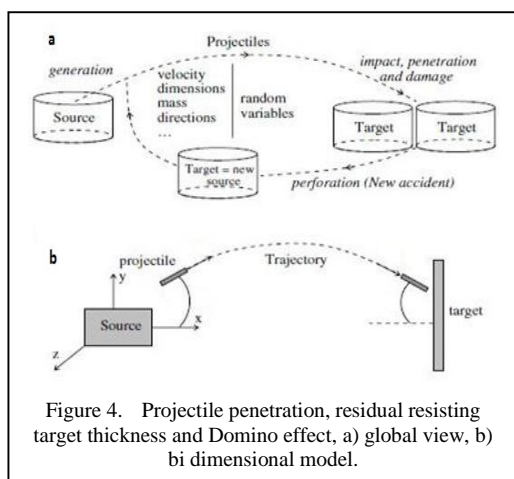 a
Projectiles
generation
velocity
dimensions
mass
directions
...
random
variables
impact, penetration
and damage
Source
Target
Target
Target = new
source
perforation (New accident)
b
projectile
y
Trajectory
Source
x
z
target
Figure 4. Projectile penetration, residual resisting
target thickness and Domino effect, a) global view, b)
bi dimensional model.